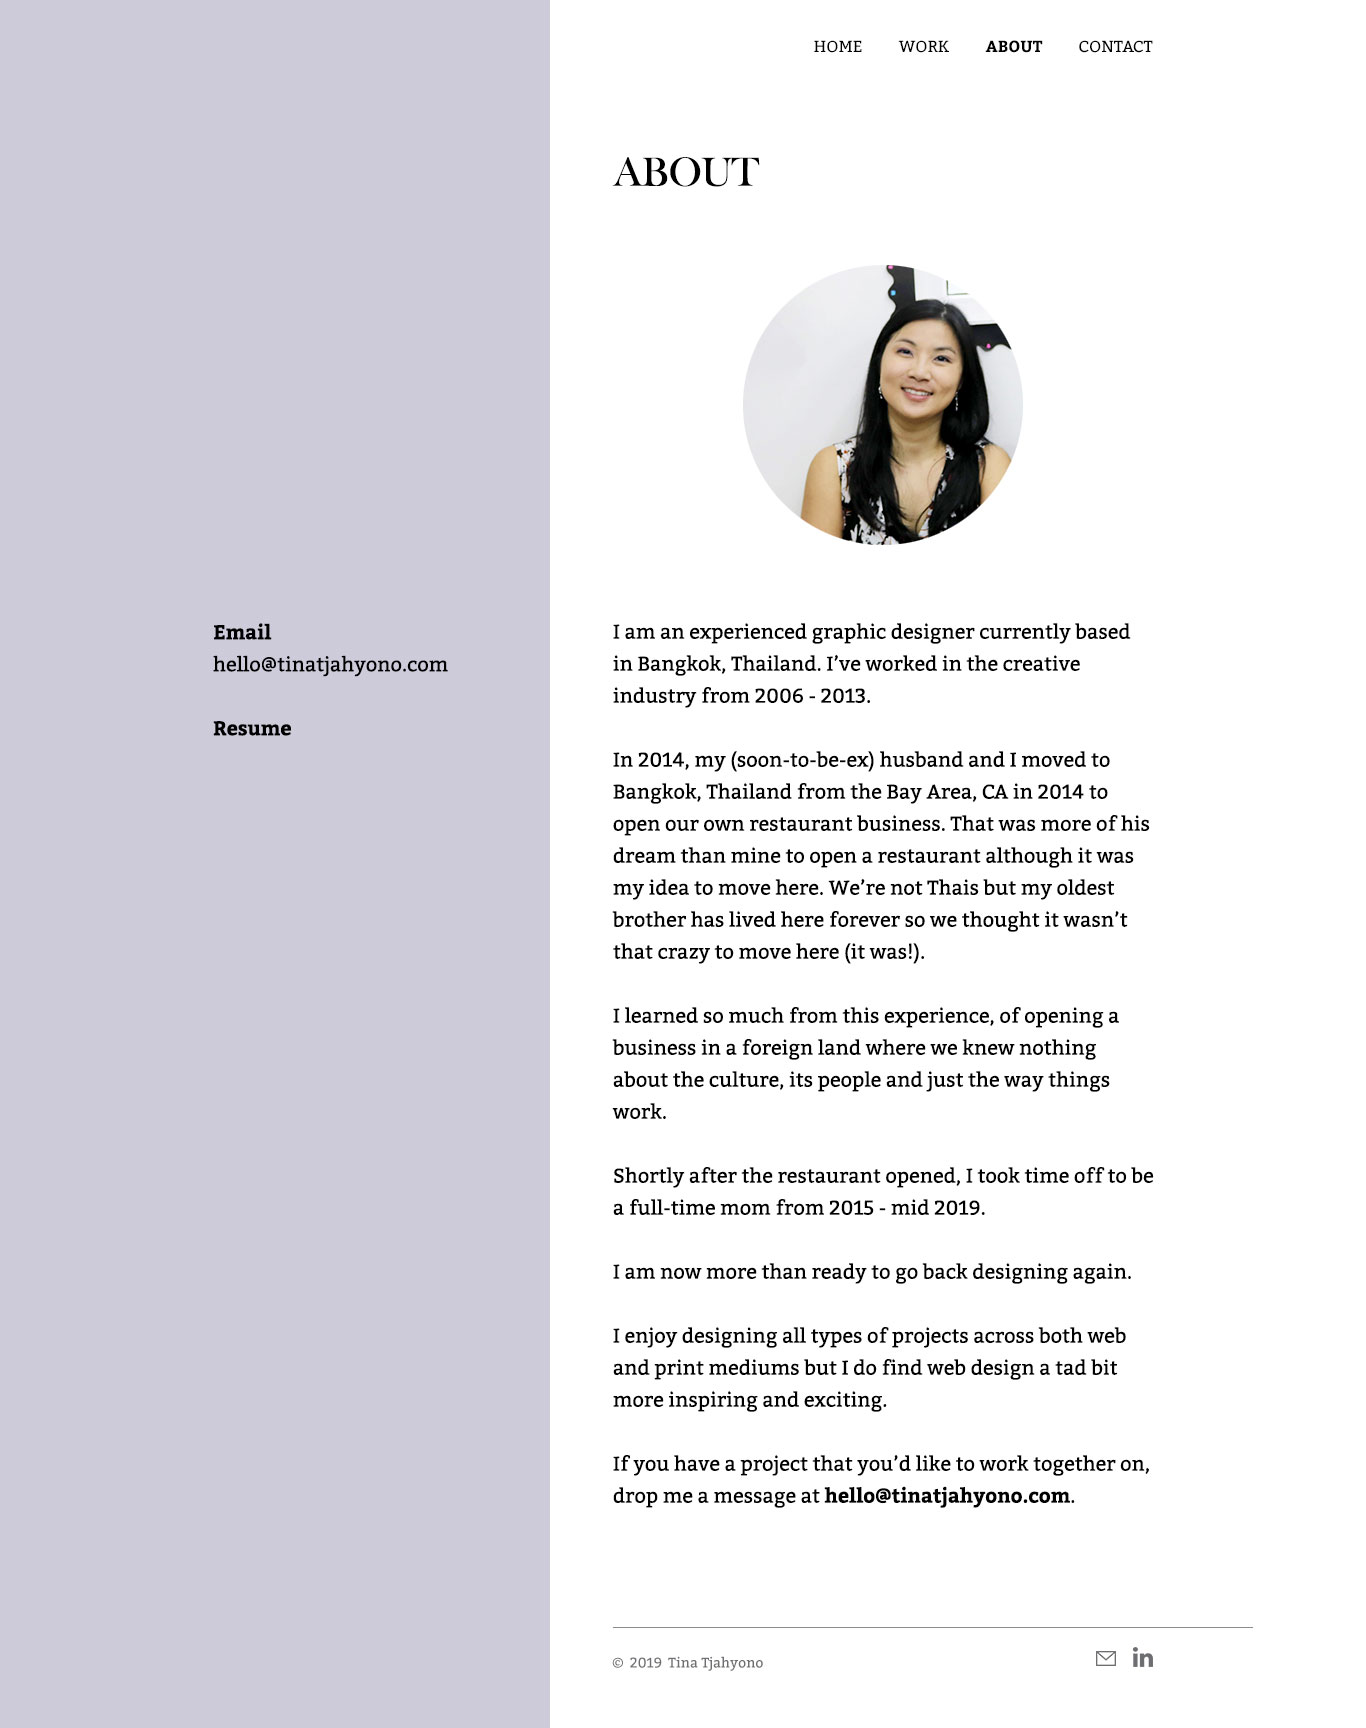 HOME WORK ABOUT CONTACT
ABOUT
Email
hello@tinatjahyono.com
Resume
I am an experienced graphic designer currently based
in Bangkok, Thailand. I’ve worked in the creative
industry from 2006 - 2013.
In 2014, my (soon-to-be-ex) husband and I moved to
Bangkok, Thailand from the Bay Area, CA in 2014 to
open our own restaurant business. That was more of his
dream than mine to open a restaurant although it was
my idea to move here. We’re not Thais but my oldest
brother has lived here forever so we thought it wasn’t
that crazy to move here (it was!).
I learned so much from this experience, of opening a
business in a foreign land where we knew nothing
about the culture, its people and just the way things
work.
Shortly after the restaurant opened, I took time off to be
a full-time mom from 2015 - mid 2019.
I am now more than ready to go back designing again.
I enjoy designing all types of projects across both web
and print mediums but I do find web design a tad bit
more inspiring and exciting.
If you have a project that you’d like to work together on,
drop me a message at hello@tinatjahyono.com.
© 2019 Tina Tjahyono
in